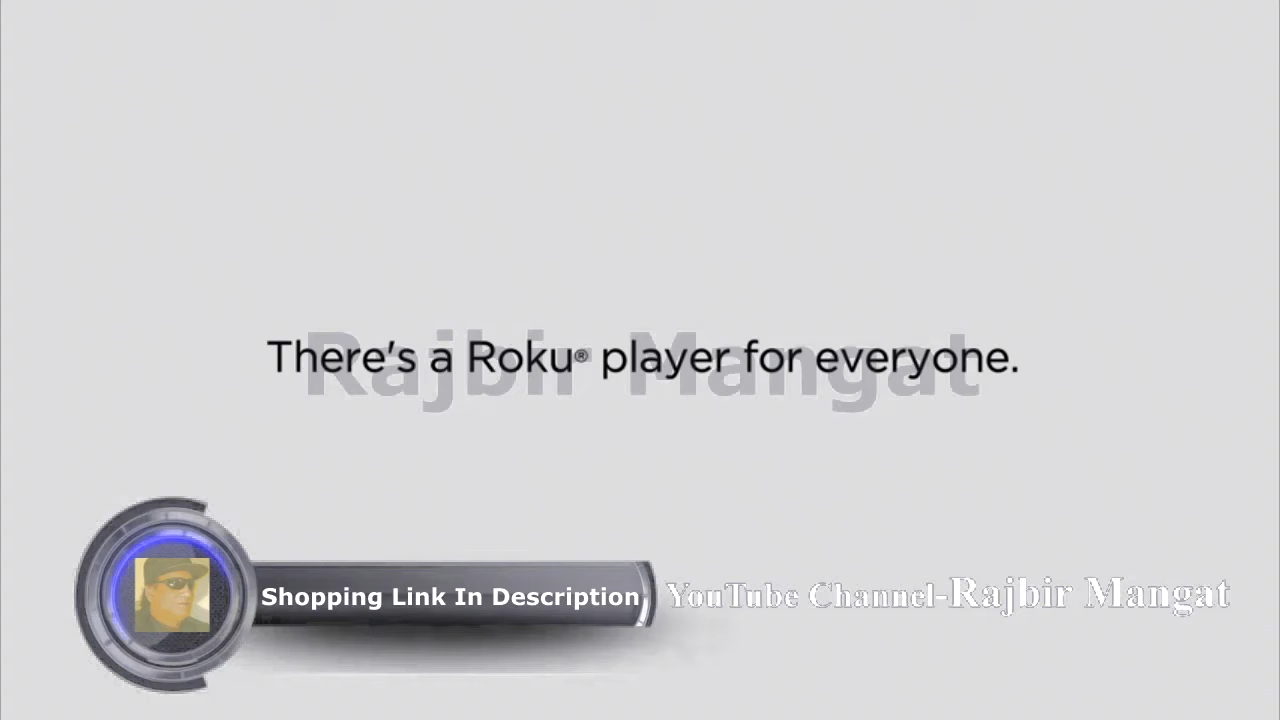 Rajbir Mangat
There's a Roku® player for everyone.
Shopping Link In Description
YouTube Channel-Rajbir Mangat